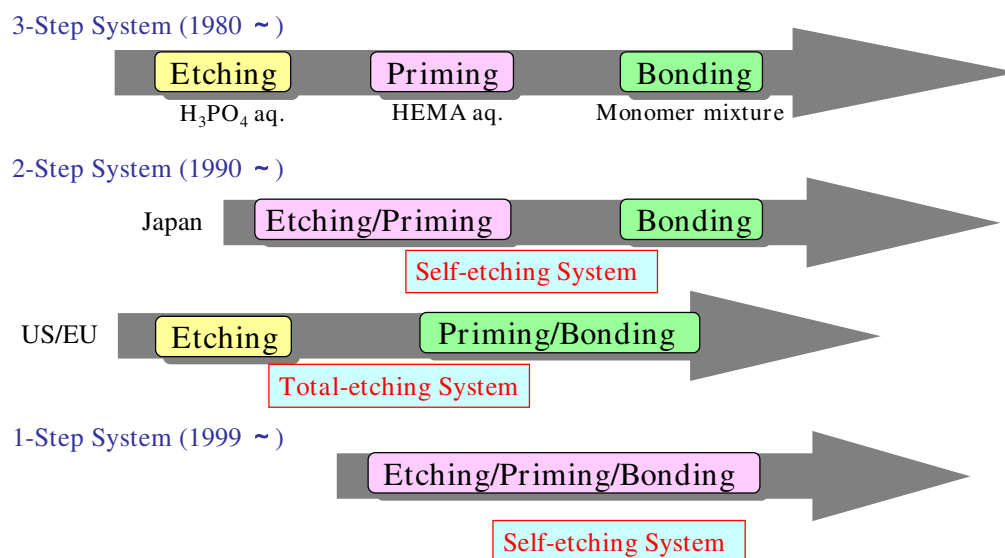 3-Step System (1980 ~ )
Etching Priming Bonding
H₃PO₄ aq. HEMA aq. Monomer mixture
2-Step System (1990 ~ )
Japan Etching/Priming Bonding
Self-etching System
US/EU Etching Priming/Bonding
Total-etching System
1-Step System (1999 ~ )
Etching/Priming/Bonding
Self-etching System